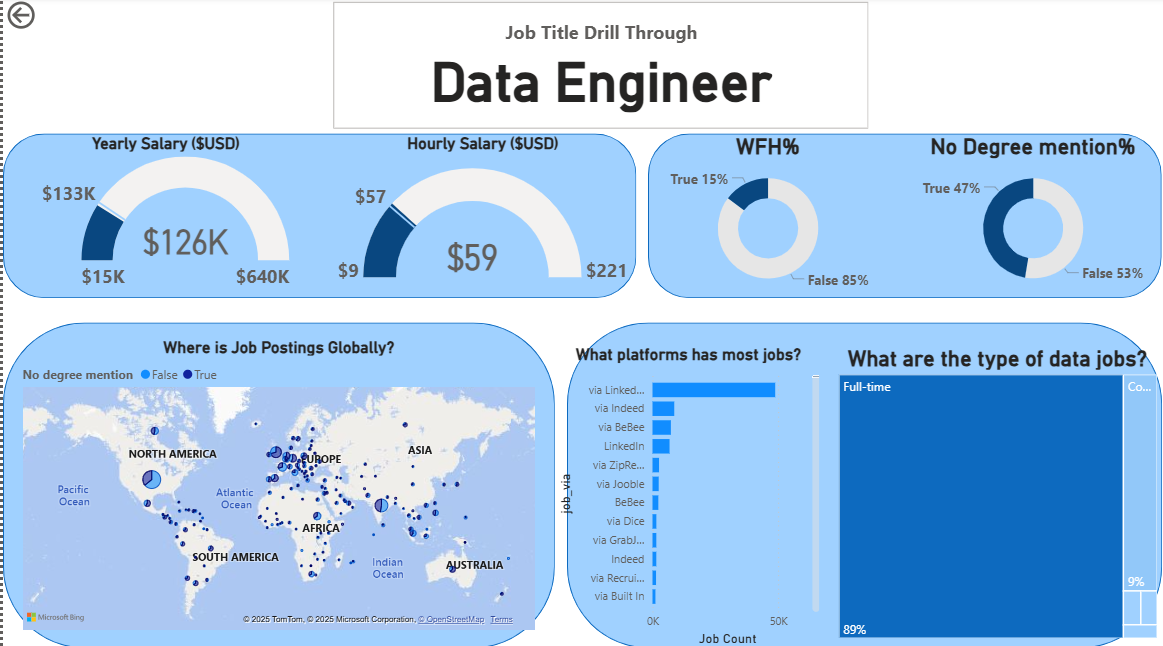 Job Title Drill Through
Data Engineer
Yearly Salary ($USD)
$133K
$126K
$15K
$640K
Hourly Salary ($USD)
$57
$59
$9
$221
WFH%
True 15%
False 85%
No Degree mention%
True 47%
False 53%
Where is Job Postings Globally?
No degree mention False True
NORTH AMERICA
EUROPE
ASIA
Pacific
Ocean
Atlantic
Ocean
AFRICA
SOUTH AMERICA
Indian
Ocean
AUSTRALIA
Microsoft Bing
© 2025 TomTom, © 2025 Microsoft Corporation, © OpenStreetMap Terms
What platforms has most jobs?
job_via
via Linked...
via Indeed
via BeBee
LinkedIn
via ZipRe...
via Jooble
BeBee
via Dice
via GrabJ...
Indeed
via Recrui...
via Built In
0K
50K
Job Count
What are the type of data jobs?
Full-time
89%
Co...
9%